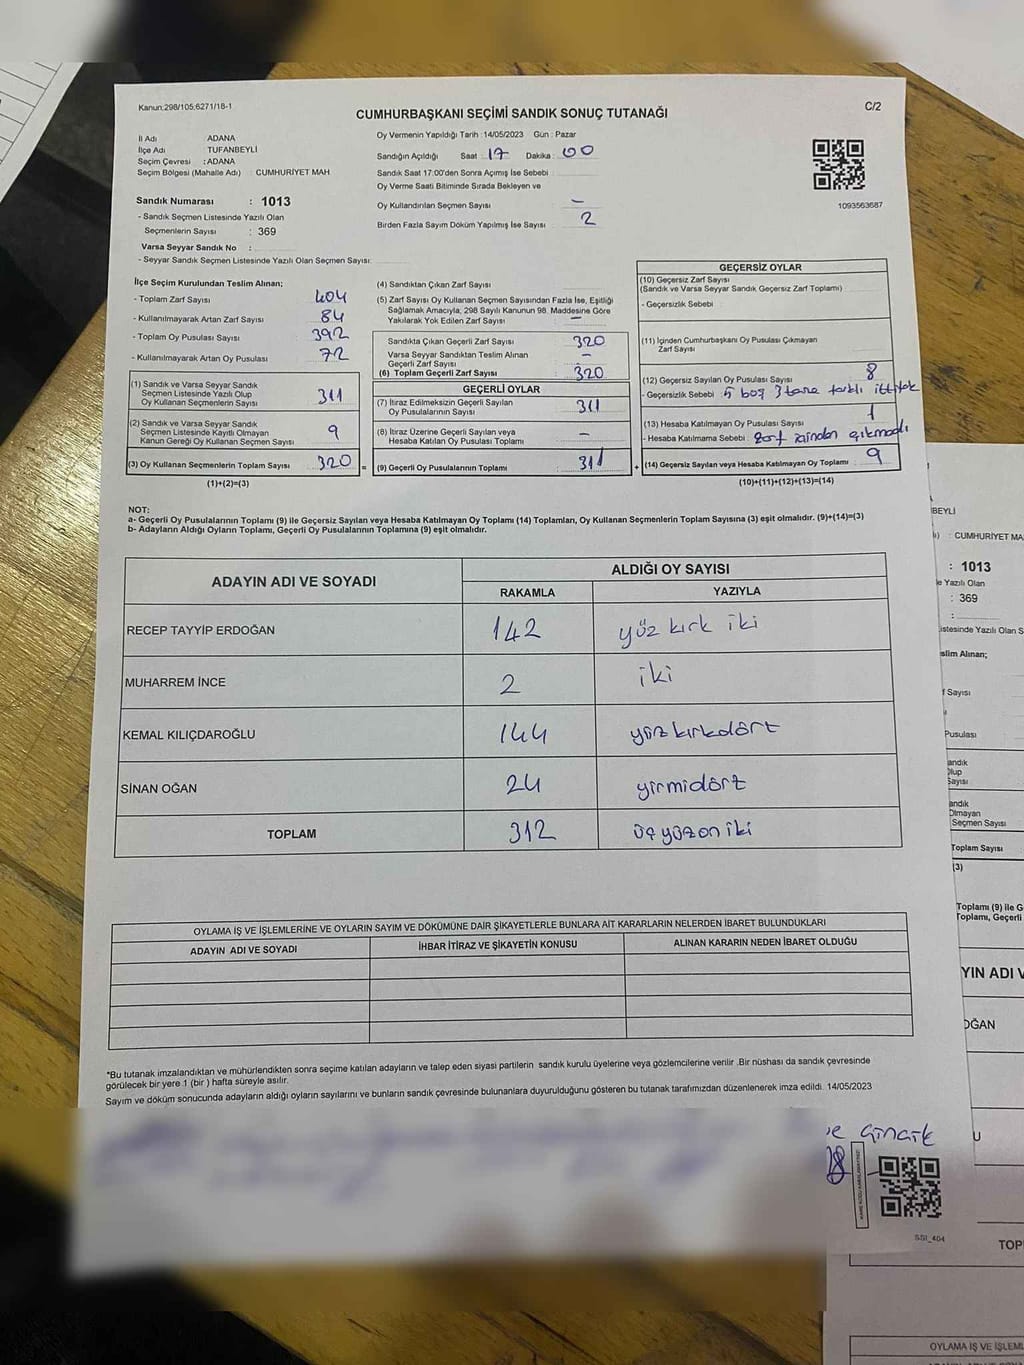 Kanun:298/105;6271/18-1
C/2
CUMHURBAŞKANI SEÇİMİ SANDIK SONUÇ TUTANAĞI
İl Adı : ADANA
İlçe Adı : TUFANBEYLİ
Seçim Çevresi : ADANA
Seçim Bölgesi (Mahalle Adı) : CUMHURİYET MAH
Sandık Numarası : 1013
- Sandık Seçmen Listesinde Yazılı Olan
Seçmenlerin Sayısı : 369
Varsa Seyyar Sandık No :
- Seyyar Sandık Seçmen Listesinde Yazılı Olan Seçmen Sayısı:
Oy Vermenin Yapıldığı Tarih :14/05/2023 Gün : Pazar
Sandığın Açıldığı Saat 17 Dakika : 00
Sandık Saat 17:00'den Sonra Açımış İse Sebebi :
Oy Verme Saati Bitiminde Sırada Bekleyen ve
Oy Kullandırılan Seçmen Sayısı : -
Birden Fazla Sayım Döküm Yapılmış İse Sayısı : 2
1093563687
İlçe Seçim Kurulundan Teslim Alınan;
- Toplam Zarf Sayısı 404
- Kullanılmayarak Artan Zarf Sayısı 84
- Toplam Oy Pusulası Sayısı 392
- Kullanılmayarak Artan Oy Pusulası 72
(1) Sandık ve Varsa Seyyar Sandık
Seçmen Listesinde Yazılı Olup
Oy Kullanan Seçmenlerin Sayısı 311
(2) Sandık ve Varsa Seyyar Sandık
Seçmen Listesinde Kayıtlı Olmayan
Kanun Gereği Oy Kullanan Seçmen Sayısı 9
(3) Oy Kullanan Seçmenlerin Toplam Sayısı 320 =
(1)+(2)=(3)
(4) Sandıktan Çıkan Zarf Sayısı
(5) Zarf Sayısı Oy Kullanan Seçmen Sayısından Fazla İse, Eşitliği
Sağlamak Amacıyla; 298 Sayılı Kanunun 98. Maddesine Göre
Yakılarak Yok Edilen Zarf Sayısı : -
Sandıkta Çıkan Geçerli Zarf Sayısı 320
Varsa Seyyar Sandıktan Teslim Alınan
Geçerli Zarf Sayısı -
(6) Toplam Geçerli Zarf Sayısı 320
GEÇERLİ OYLAR
(7) İtiraz Edilmeksizin Geçerli Sayılan
Oy Pusulalarının Sayısı 311
(8) İtiraz Üzerine Geçerli Sayılan veya
Hesaba Katılan Oy Pusulası Toplamı -
(9) Geçerli Oy Pusulalarının Toplamı 311 +
GEÇERSİZ OYLAR
(10) Geçersiz Zarf Sayısı
(Sandık ve Varsa Seyyar Sandık Geçersiz Zarf Toplamı)
- Geçersizlik Sebebi :
(11) İçinden Cumhurbaşkanı Oy Pusulası Çıkmayan
Zarf Sayısı
(12) Geçersiz Sayılan Oy Pusulası Sayısı 8
- Geçersizlik Sebebi : 5 boş 3 tane farklı ittifak
(13) Hesaba Katılmayan Oy Pusulası Sayısı 1
- Hesaba Katılmama Sebebi : çıkmadı
(14) Geçersiz Sayılan veya Hesaba Katılmayan Oy Toplamı 9
(10)+(11)+(12)+(13)=(14)
NOT:
a- Geçerli Oy Pusulalarının Toplamı (9) ile Geçersiz Sayılan veya Hesaba Katılmayan Oy Toplamı (14) Toplamları, Oy Kullanan Seçmenlerin Toplam Sayısına (3) eşit olmalıdır. (9)+(14)=(3)
b- Adayların Aldığı Oyların Toplamı, Geçerli Oy Pusulalarının Toplamına (9) eşit olmalıdır.
ADAYIN ADI VE SOYADI ALDIĞI OY SAYISI
RAKAMLA YAZIYLA
RECEP TAYYİP ERDOĞAN 142 yüz kırk iki
MUHARREM İNCE 2 iki
KEMAL KILIÇDAROĞLU 144 yüz kırkdört
SİNAN OĞAN 24 yirmidört
TOPLAM 312 üç yüz on iki
OYLAMA İŞ VE İŞLEMLERİNE VE OYLARIN SAYIM VE DÖKÜMÜNE DAİR ŞİKAYETLERLE BUNLARA AİT KARARLARIN NELERDEN İBARET BULUNDUKLARI
ADAYIN ADI VE SOYADI İHBAR İTİRAZ VE ŞİKAYETİN KONUSU ALINAN KARARIN NEDEN İBARET OLDUĞU
*Bu tutanak imzalandıktan ve mühürlendikten sonra seçime katılan adayların ve talep eden siyasi partilerin sandık kurulu üyelerine veya gözlemcilerine verilir .Bir nüshası da sandık çevresinde
görülecek bir yere 1 (bir ) hafta süreyle asılır.
Sayım ve döküm sonucunda adayların aldığı oyların sayılarını ve bunların sandık çevresinde bulunanlara duyurulduğunu gösteren bu tutanak tarafımızdan düzenlenerek imza edildi. 14/05/2023
SSI_404
BEYLİ
: CUMHURİYET MA
: 1013
e Yazılı Olan
: 369
istesinde Yazılı Olan S
slim Alınan;
f Sayısı
Pusulası
andık
Olup
Sayısı
andık
Olmayan
Seçmen Sayısı
Toplam Sayısı
(3)
Toplamı (9) ile G
Toplamı, Geçerli
YIN ADI V
OĞAN
U
TOP
OYLAMA İŞ VE İŞLEM